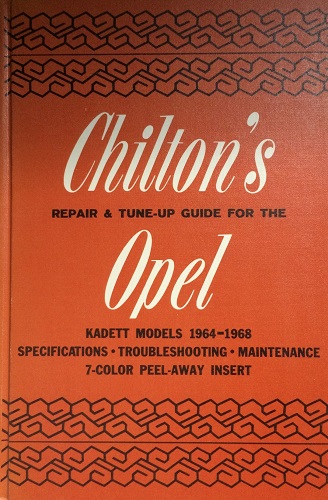 Chilton's
REPAIR & TUNE-UP GUIDE FOR THE
Opel
KADETT MODELS 1964-1968
SPECIFICATIONS • TROUBLESHOOTING • MAINTENANCE
7-COLOR PEEL-AWAY INSERT